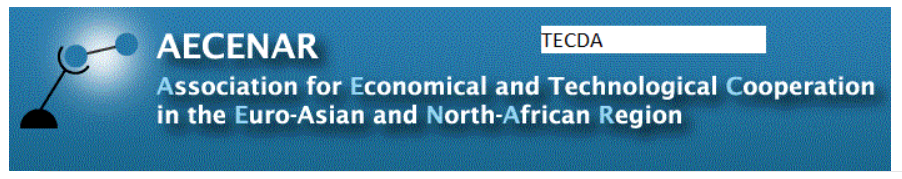 AECENAR
TECDA
Association for Economical and Technological Cooperation
in the Euro-Asian and North-African Region